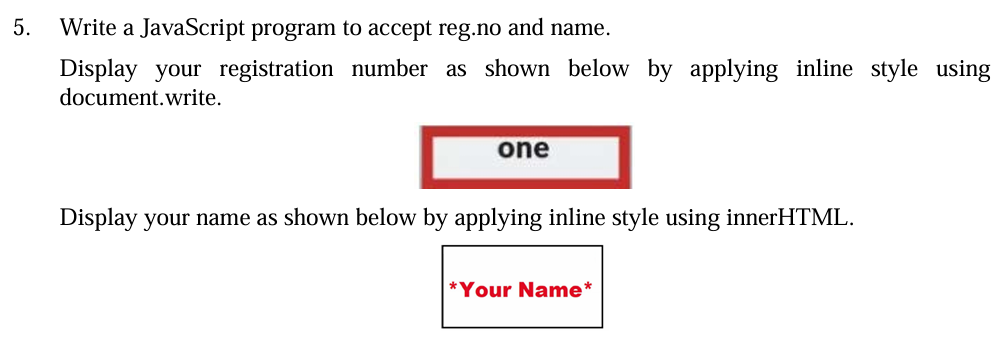 5. Write a JavaScript program to accept reg.no and name.
Display your registration number as shown below by applying inline style using
document.write.
one
Display your name as shown below by applying inline style using innerHTML.
*Your Name*